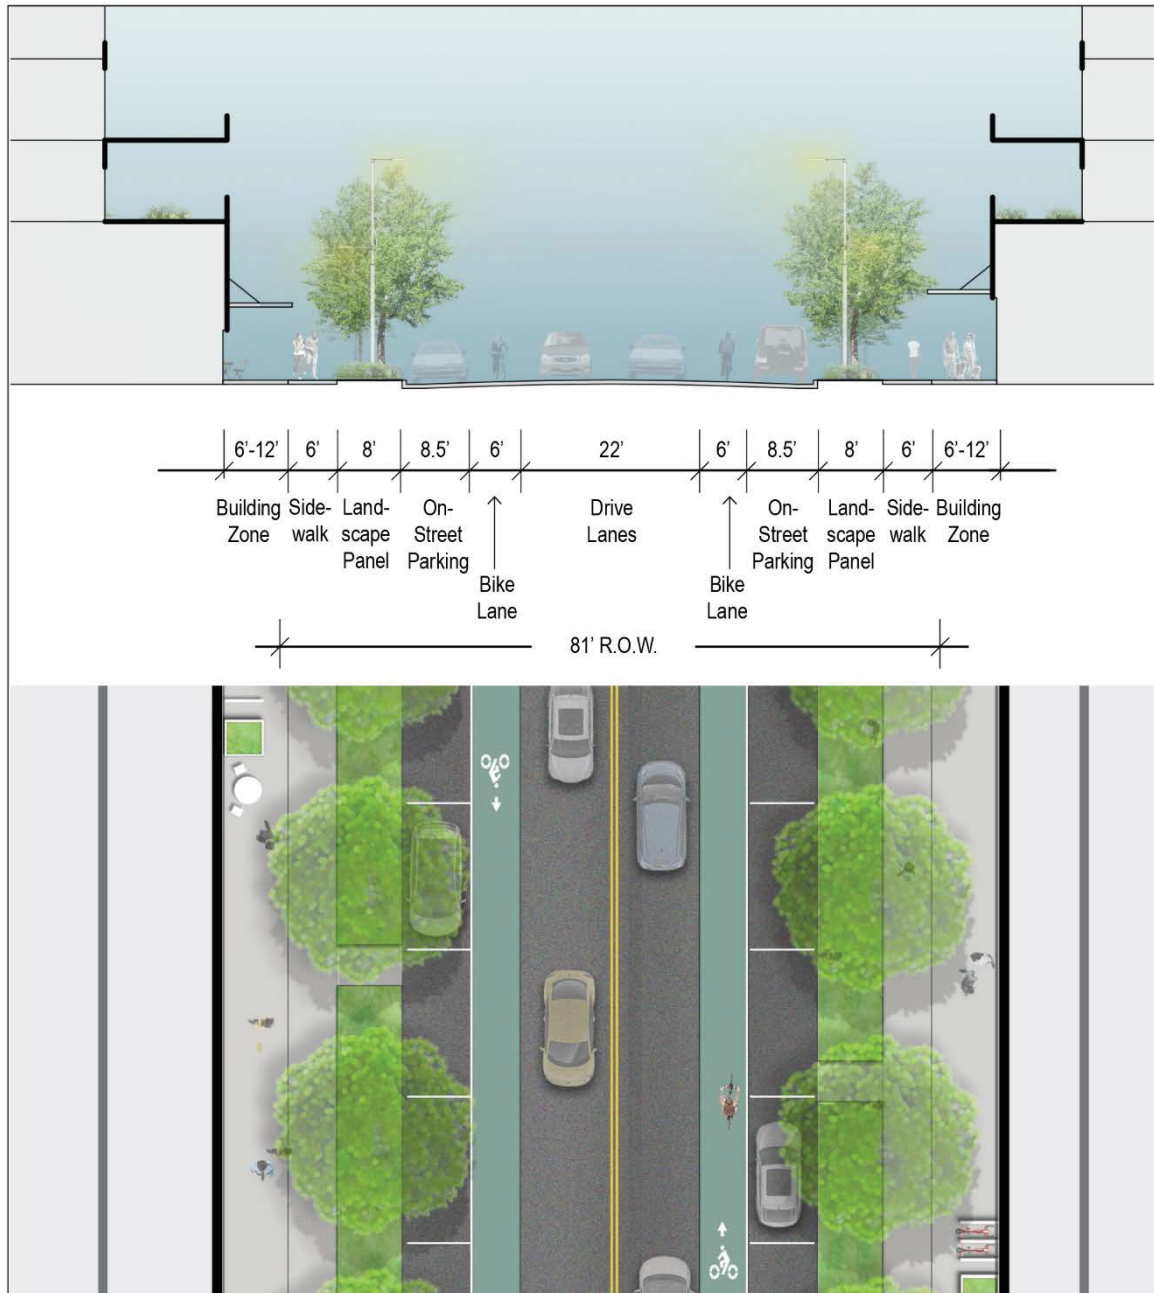 6’-12’ 6’ 8’ 8.5’ 6’ 22’ 6’ 8.5’ 8’ 6’ 6’-12’
Building Zone
Side-
walk
Land-
scape
Panel
On-
Street
Parking
Bike
Lane
Drive
Lanes
Bike
Lane
On-
Street
Parking
Land-
scape
Panel
Side-
walk
Building
Zone
81’ R.O.W.